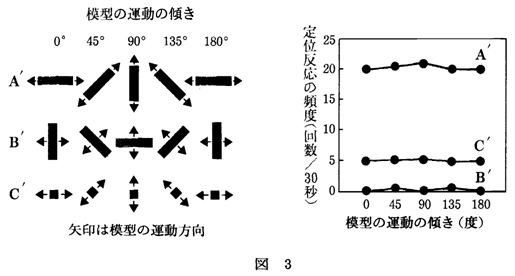 模型の運動の傾き
0° 45° 90° 135° 180°
A′
B′
C′
矢印は模型の運動方向
定位反応の頻度(回数/30秒)
25
20
15
10
5
0
A′
C′
B′
0 45 90 135 180
模型の運動の傾き(度)
図 3